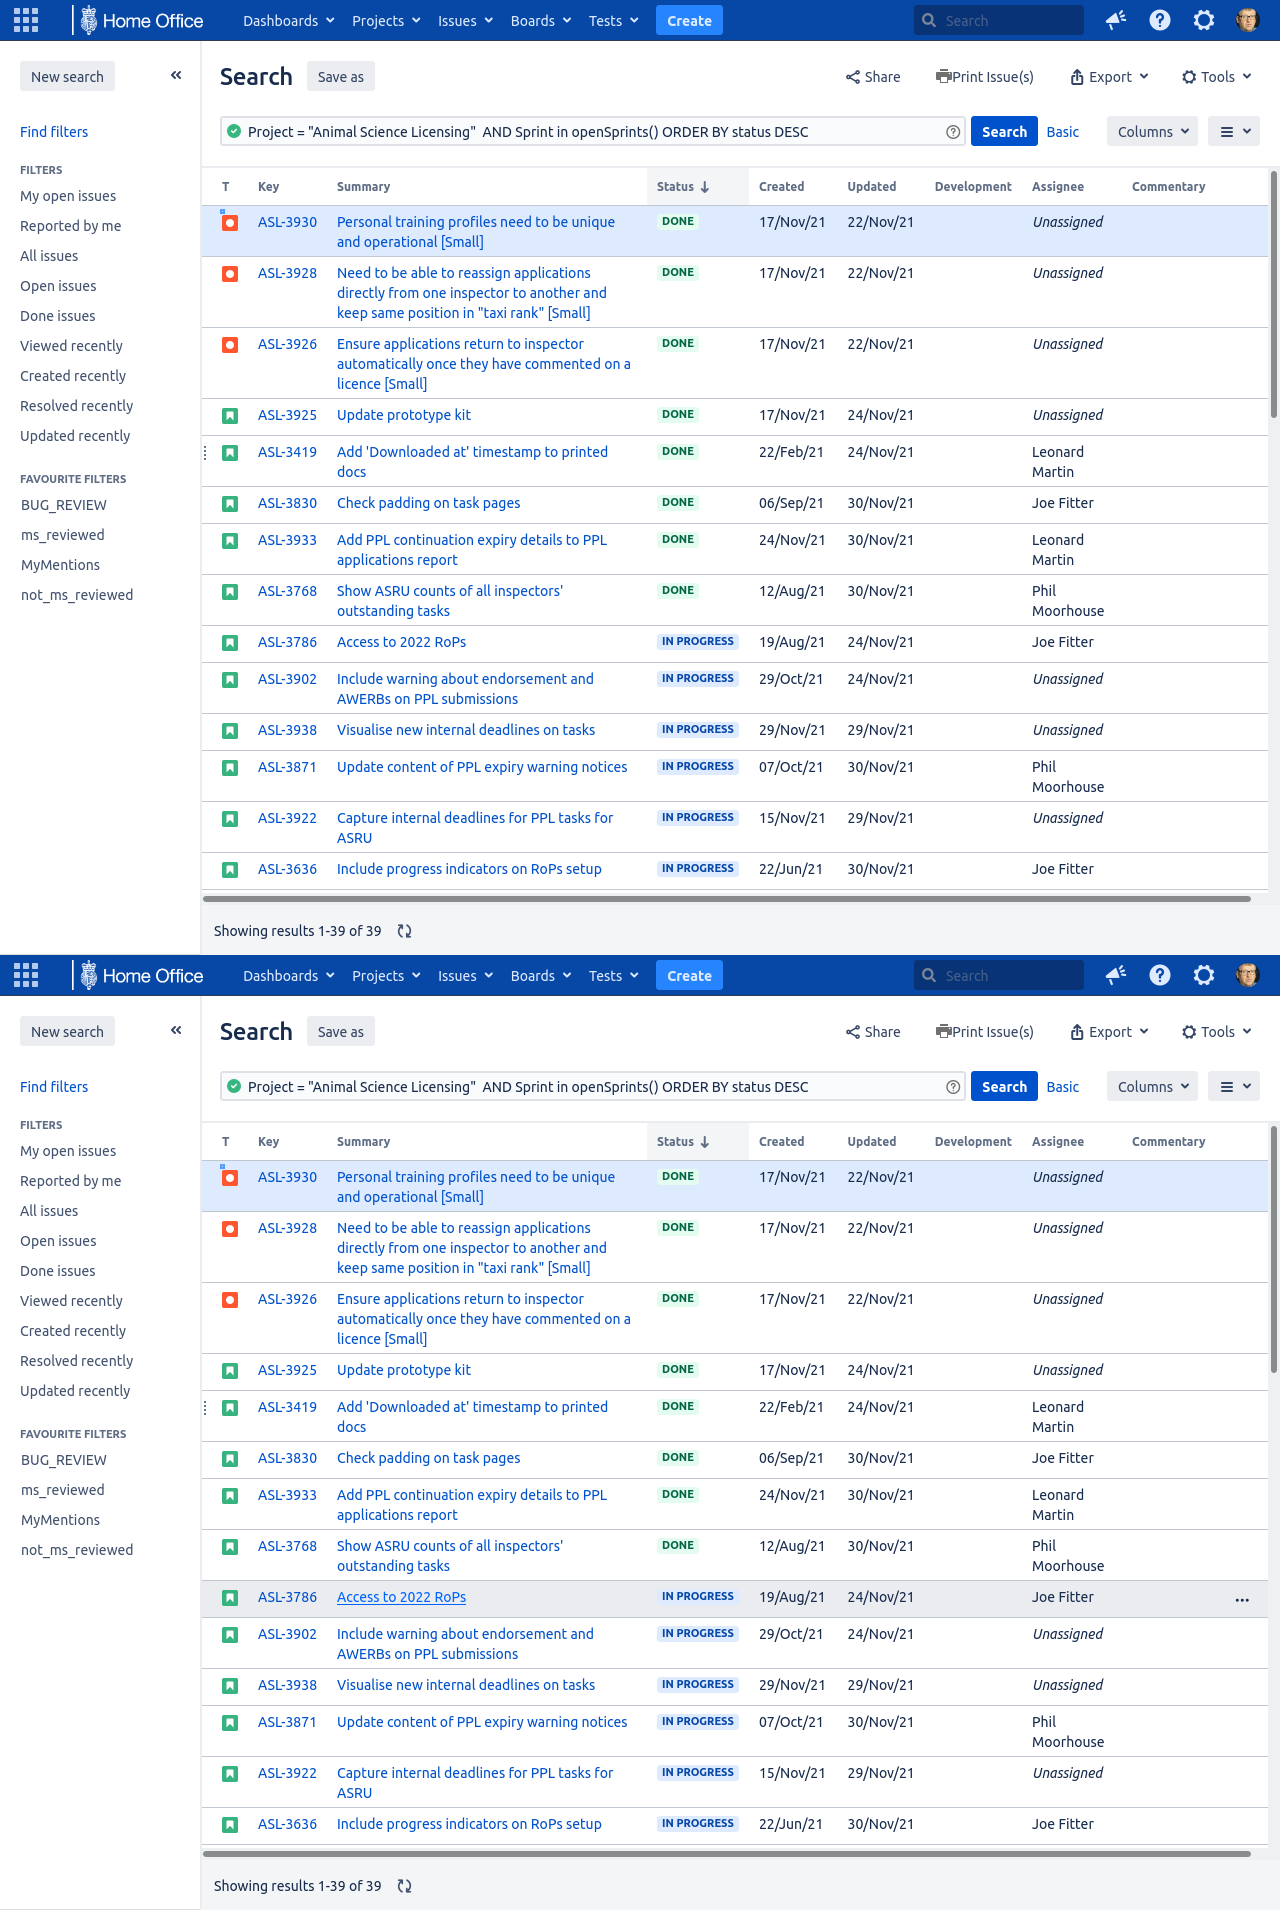 Home Office Dashboards Projects Issues Boards Tests Create Search
New search
Search Save as Share Print Issue(s) Export Tools
Find filters
Project = "Animal Science Licensing" AND Sprint in openSprints() ORDER BY status DESC Search Basic Columns
FILTERS
My open issues
Reported by me
All issues
Open issues
Done issues
Viewed recently
Created recently
Resolved recently
Updated recently
FAVOURITE FILTERS
BUG_REVIEW
ms_reviewed
MyMentions
not_ms_reviewed
T Key Summary Status Created Updated Development Assignee Commentary
ASL-3930 Personal training profiles need to be unique DONE 17/Nov/21 22/Nov/21 Unassigned
and operational [Small]
ASL-3928 Need to be able to reassign applications DONE 17/Nov/21 22/Nov/21 Unassigned
directly from one inspector to another and
keep same position in "taxi rank" [Small]
ASL-3926 Ensure applications return to inspector DONE 17/Nov/21 22/Nov/21 Unassigned
automatically once they have commented on a
licence [Small]
ASL-3925 Update prototype kit DONE 17/Nov/21 24/Nov/21 Unassigned
ASL-3419 Add 'Downloaded at' timestamp to printed DONE 22/Feb/21 24/Nov/21 Leonard
docs Martin
ASL-3830 Check padding on task pages DONE 06/Sep/21 30/Nov/21 Joe Fitter
ASL-3933 Add PPL continuation expiry details to PPL DONE 24/Nov/21 30/Nov/21 Leonard
applications report Martin
ASL-3768 Show ASRU counts of all inspectors' DONE 12/Aug/21 30/Nov/21 Phil
outstanding tasks Moorhouse
ASL-3786 Access to 2022 RoPs IN PROGRESS 19/Aug/21 24/Nov/21 Joe Fitter
ASL-3902 Include warning about endorsement and IN PROGRESS 29/Oct/21 24/Nov/21 Unassigned
AWERBs on PPL submissions
ASL-3938 Visualise new internal deadlines on tasks IN PROGRESS 29/Nov/21 29/Nov/21 Unassigned
ASL-3871 Update content of PPL expiry warning notices IN PROGRESS 07/Oct/21 30/Nov/21 Phil
Moorhouse
ASL-3922 Capture internal deadlines for PPL tasks for IN PROGRESS 15/Nov/21 29/Nov/21 Unassigned
ASRU
ASL-3636 Include progress indicators on RoPs setup IN PROGRESS 22/Jun/21 30/Nov/21 Joe Fitter
Showing results 1-39 of 39
Home Office Dashboards Projects Issues Boards Tests Create Search
New search
Search Save as Share Print Issue(s) Export Tools
Find filters
Project = "Animal Science Licensing" AND Sprint in openSprints() ORDER BY status DESC Search Basic Columns
FILTERS
My open issues
Reported by me
All issues
Open issues
Done issues
Viewed recently
Created recently
Resolved recently
Updated recently
FAVOURITE FILTERS
BUG_REVIEW
ms_reviewed
MyMentions
not_ms_reviewed
T Key Summary Status Created Updated Development Assignee Commentary
ASL-3930 Personal training profiles need to be unique DONE 17/Nov/21 22/Nov/21 Unassigned
and operational [Small]
ASL-3928 Need to be able to reassign applications DONE 17/Nov/21 22/Nov/21 Unassigned
directly from one inspector to another and
keep same position in "taxi rank" [Small]
ASL-3926 Ensure applications return to inspector DONE 17/Nov/21 22/Nov/21 Unassigned
automatically once they have commented on a
licence [Small]
ASL-3925 Update prototype kit DONE 17/Nov/21 24/Nov/21 Unassigned
ASL-3419 Add 'Downloaded at' timestamp to printed DONE 22/Feb/21 24/Nov/21 Leonard
docs Martin
ASL-3830 Check padding on task pages DONE 06/Sep/21 30/Nov/21 Joe Fitter
ASL-3933 Add PPL continuation expiry details to PPL DONE 24/Nov/21 30/Nov/21 Leonard
applications report Martin
ASL-3768 Show ASRU counts of all inspectors' DONE 12/Aug/21 30/Nov/21 Phil
outstanding tasks Moorhouse
ASL-3786 Access to 2022 RoPs IN PROGRESS 19/Aug/21 24/Nov/21 Joe Fitter
ASL-3902 Include warning about endorsement and IN PROGRESS 29/Oct/21 24/Nov/21 Unassigned
AWERBs on PPL submissions
ASL-3938 Visualise new internal deadlines on tasks IN PROGRESS 29/Nov/21 29/Nov/21 Unassigned
ASL-3871 Update content of PPL expiry warning notices IN PROGRESS 07/Oct/21 30/Nov/21 Phil
Moorhouse
ASL-3922 Capture internal deadlines for PPL tasks for IN PROGRESS 15/Nov/21 29/Nov/21 Unassigned
ASRU
ASL-3636 Include progress indicators on RoPs setup IN PROGRESS 22/Jun/21 30/Nov/21 Joe Fitter
Showing results 1-39 of 39